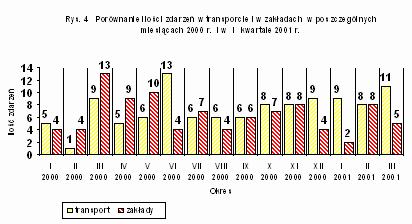 Rys. 4 Porównanie ilości zdarzeń w transporcie i w zakładach w poszczególnych
miesiącach 2000 r. i w I kwartale 2001 r.
Ilość zdarzeń
14
12
10
8
6
4
2
0
5 4 1 4 9 13 5 9 6 10 13 4 6 7 6 4 6 6 8 7 8 8 9 4 9 2 8 8 11 5
I II III IV V VI VII VIII IX X XI XII I II III
2000 2000 2000 2000 2000 2000 2000 2000 2000 2000 2000 2000 2001 2001 2001
Okres
transport zakłady